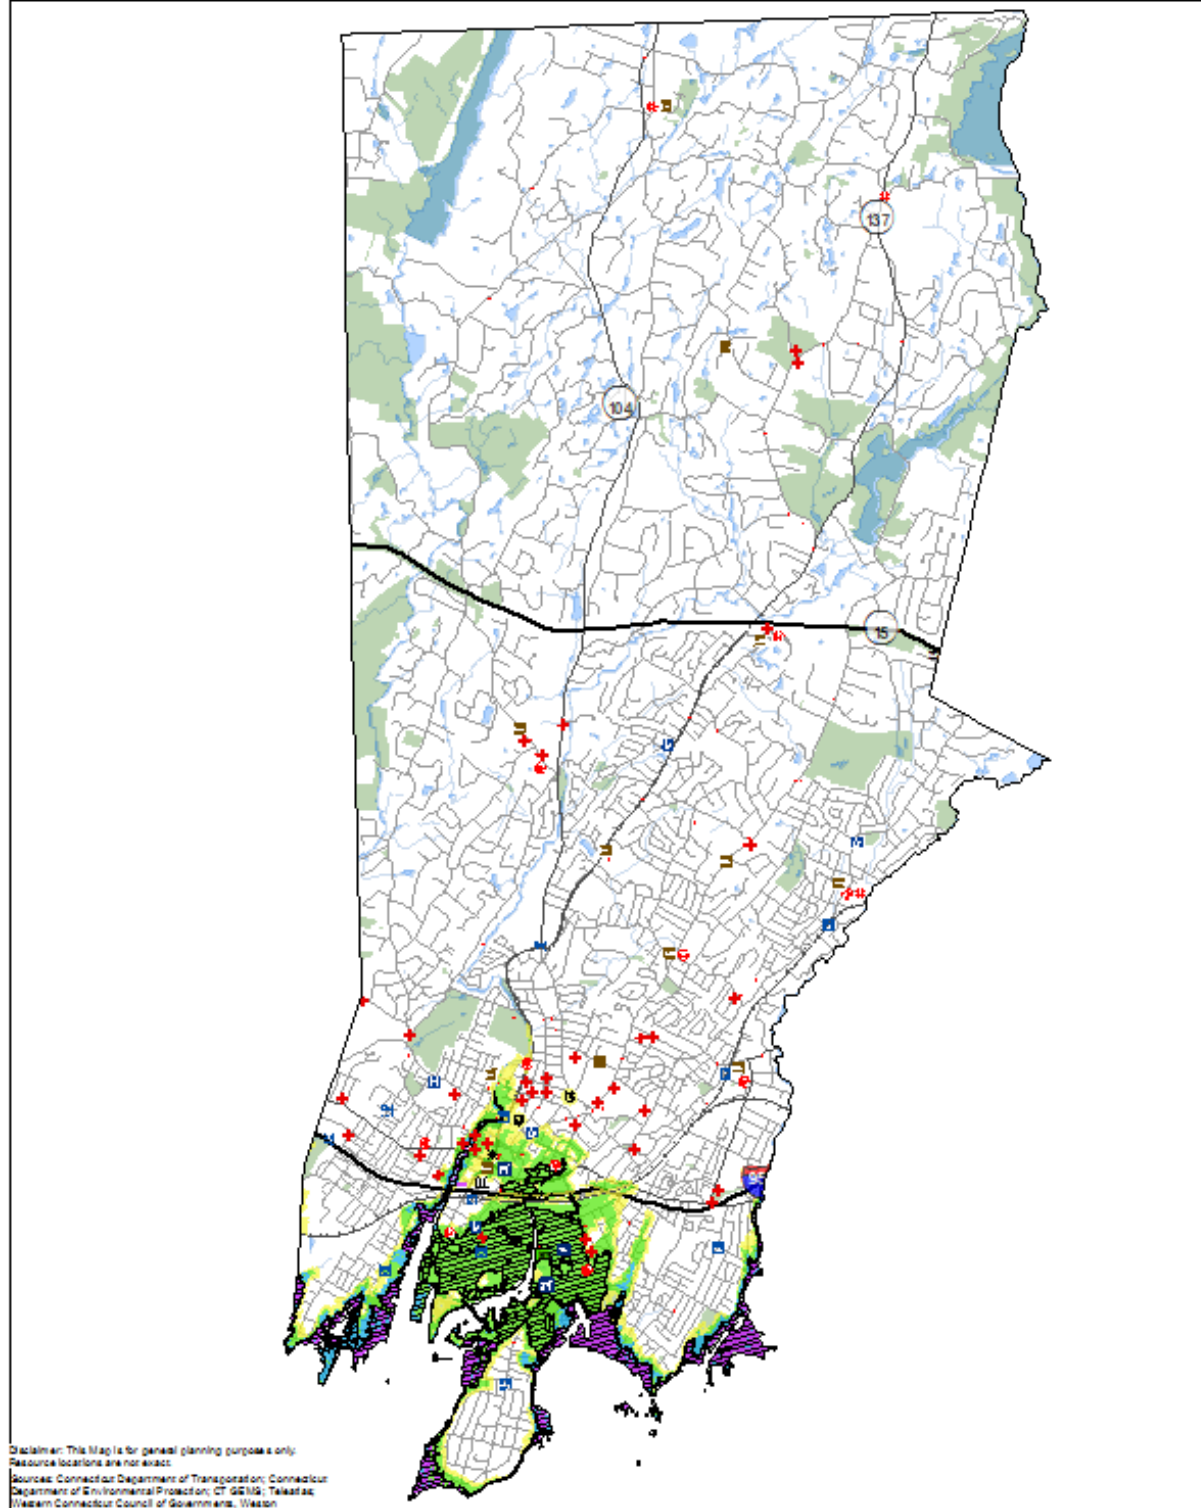 137
104
15
H
Disclaimer: This Map is for general planning purposes only.
Resource locations are not exact.
Sources: Connecticut Department of Transportation; Connecticut
Department of Environmental Protection; CT GEMS; Teleatlas;
Western Connecticut Council of Governments, Weston